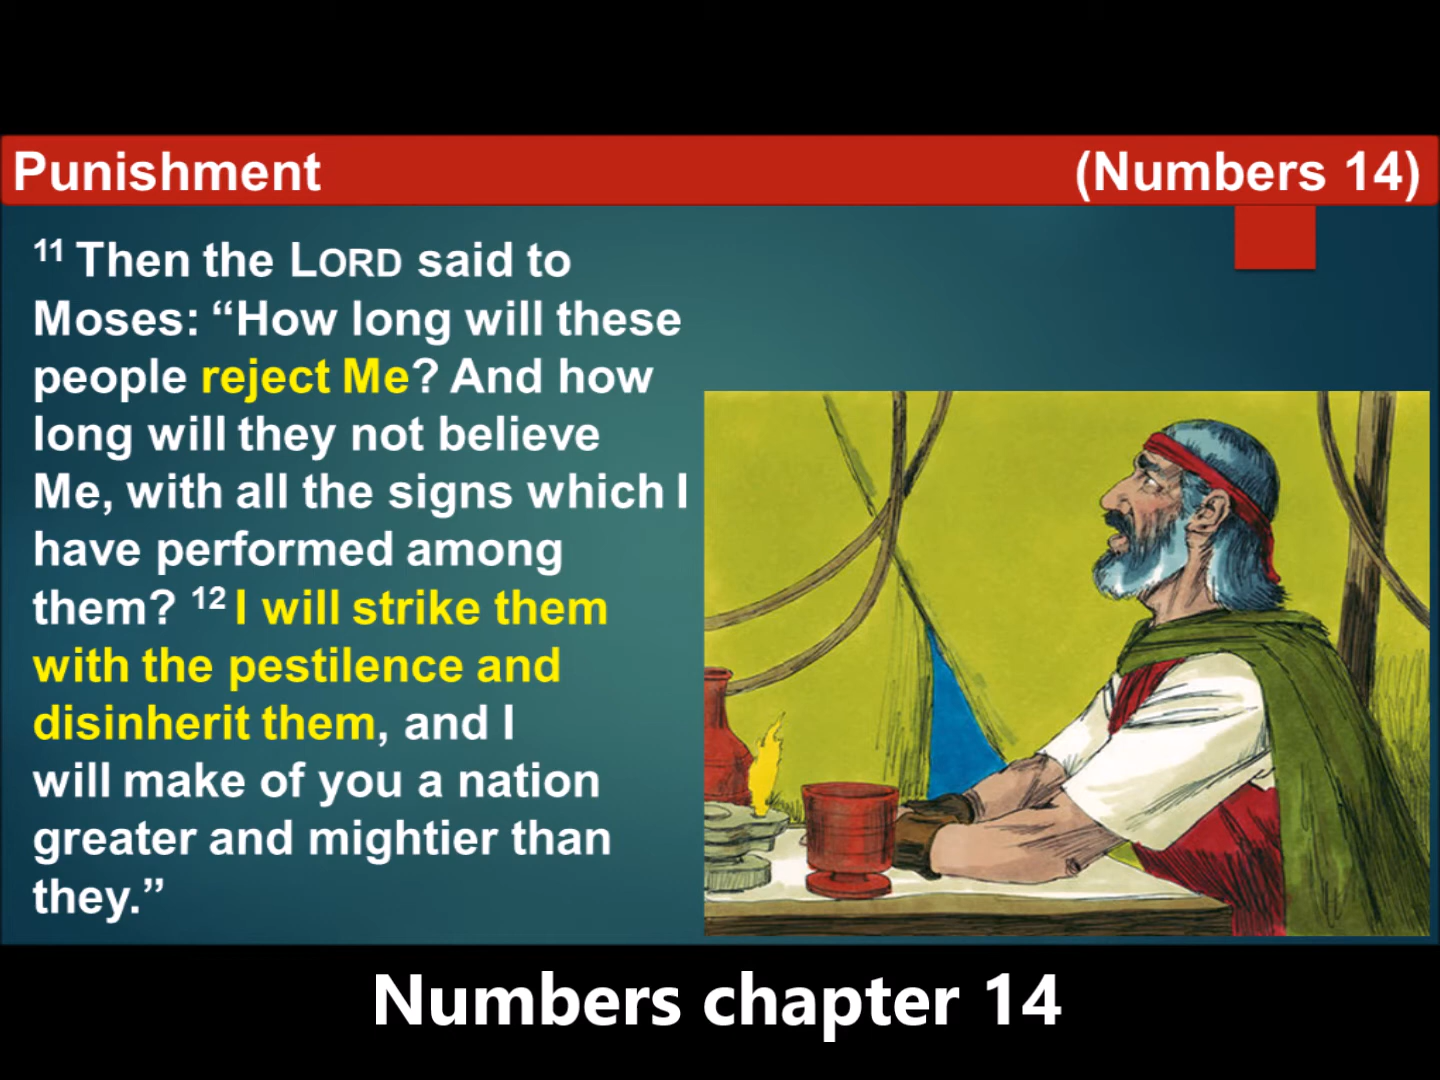 Punishment (Numbers 14)
11 Then the LORD said to
Moses: “How long will these
people reject Me? And how
long will they not believe
Me, with all the signs which I
have performed among
them? 12 I will strike them
with the pestilence and
disinherit them, and I
will make of you a nation
greater and mightier than
they.”
Numbers chapter 14